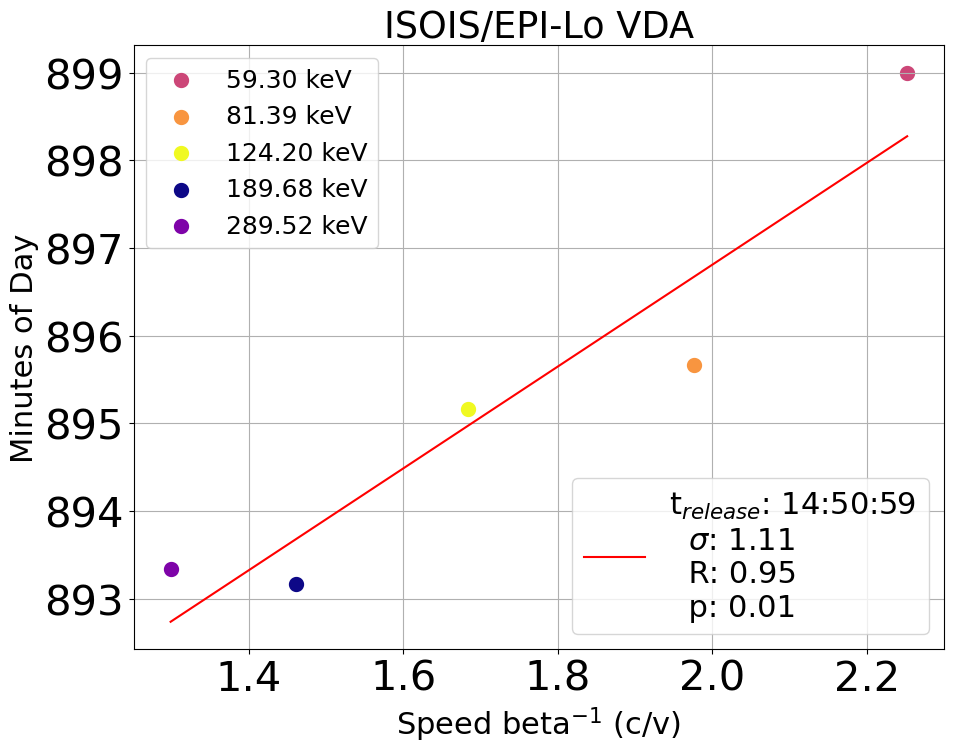 ISOIS/EPI-Lo VDA
899
898
897
896
895
894
893
Minutes of Day
59.30 keV
81.39 keV
124.20 keV
189.68 keV
289.52 keV
t_release: 14:50:59
σ: 1.11
R: 0.95
p: 0.01
1.4 1.6 1.8 2.0 2.2
Speed beta⁻¹ (c/v)